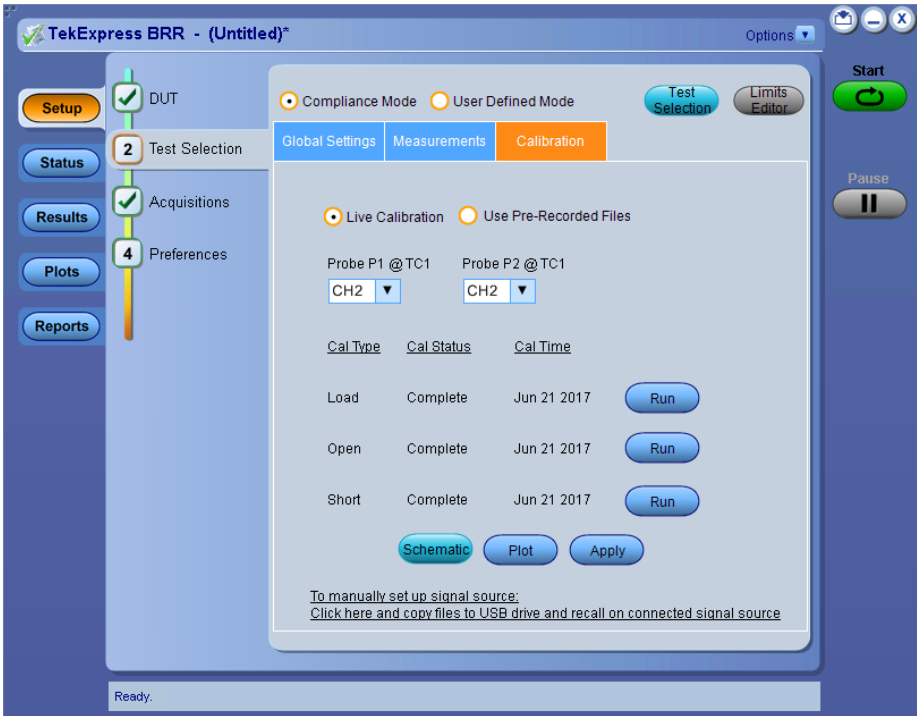 TekExpress BRR - (Untitled)*
Options
Setup
Status
Results
Plots
Reports
DUT
2 Test Selection
Acquisitions
4 Preferences
Compliance Mode User Defined Mode
Test Selection
Limits Editor
Global Settings Measurements Calibration
Live Calibration Use Pre-Recorded Files
Probe P1 @ TC1 Probe P2 @ TC1
CH2 CH2
Cal Type Cal Status Cal Time
Load Complete Jun 21 2017 Run
Open Complete Jun 21 2017 Run
Short Complete Jun 21 2017 Run
Schematic Plot Apply
To manually set up signal source:
Click here and copy files to USB drive and recall on connected signal source
Start
Pause
Ready.